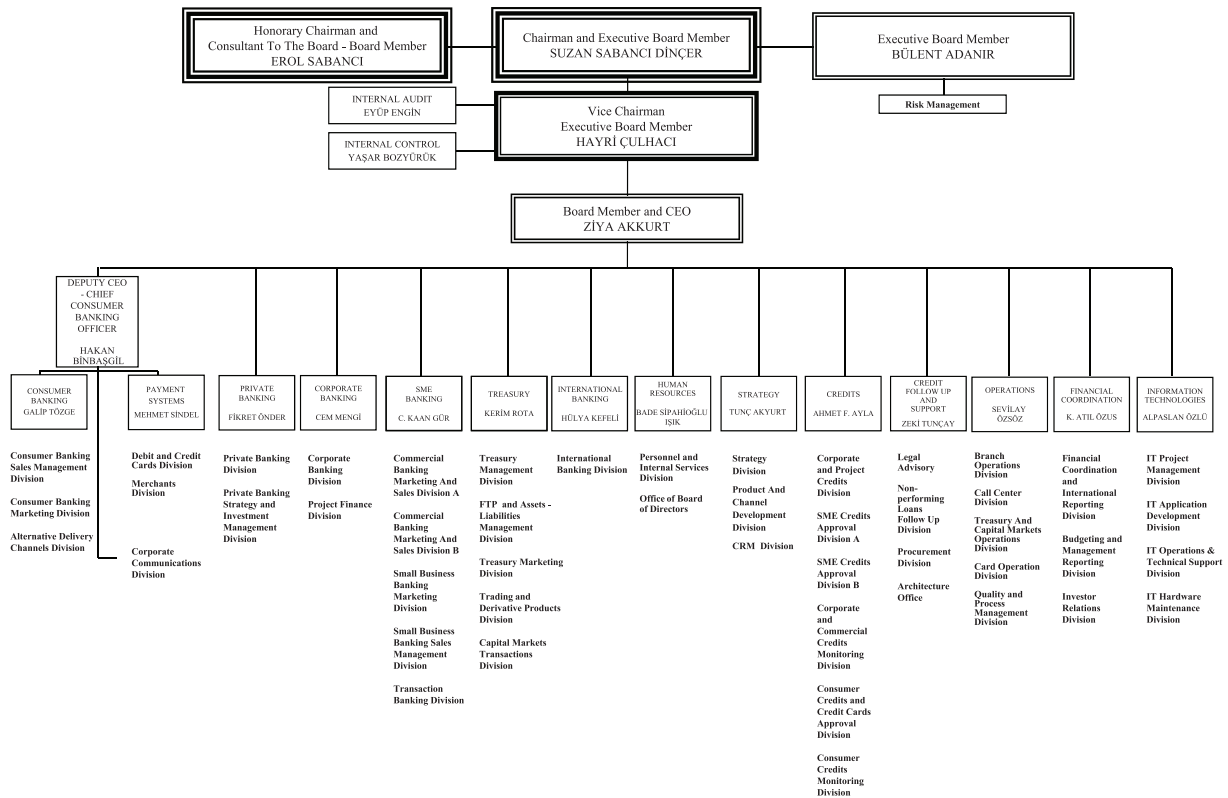 Honorary Chairman and
Consultant To The Board - Board Member
EROL SABANCI
Chairman and Executive Board Member
SUZAN SABANCI DİNÇER
Executive Board Member
BÜLENT ADANIR
Risk Management
INTERNAL AUDIT
EYÜP ENGİN
INTERNAL CONTROL
YAŞAR BOZYÜRÜK
Vice Chairman
Executive Board Member
HAYRİ ÇULHACI
Board Member and CEO
ZİYA AKKURT
DEPUTY CEO
- CHIEF
CONSUMER
BANKING
OFFICER
HAKAN
BİNBAŞGİL
CONSUMER
BANKING
GALİP TÖZGE
PAYMENT
SYSTEMS
MEHMET SİNDEL
PRIVATE
BANKING
FİKRET ÖNDER
CORPORATE
BANKING
CEM MENGİ
SME
BANKING
C. KAAN GÜR
TREASURY
KERİM ROTA
INTERNATIONAL
BANKING
HÜLYA KEFELİ
HUMAN
RESOURCES
BADE SİPAHİOĞLU
IŞIK
STRATEGY
TUNÇ AKYURT
CREDITS
AHMET F. AYLA
CREDIT
FOLLOW UP
AND
SUPPORT
ZEKİ TUNÇAY
OPERATIONS
SEVİLAY
ÖZSÖZ
FINANCIAL
COORDINATION
K. ATIL ÖZUS
INFORMATION
TECHNOLOGIES
ALPASLAN ÖZLÜ
Consumer Banking
Sales Management
Division
Consumer Banking
Marketing Division
Alternative Delivery
Channels Division
Debit and Credit
Cards Division
Merchants
Division
Corporate
Communications
Division
Private Banking
Division
Private Banking
Strategy and
Investment
Management
Division
Corporate
Banking
Division
Project Finance
Division
Commercial
Banking
Marketing And
Sales Division A
Commercial
Banking
Marketing And
Sales Division B
Small Business
Banking
Marketing
Division
Small Business
Banking Sales
Management
Division
Transaction
Banking Division
Treasury
Management
Division
FTP and Assets -
Liabilities
Management
Division
Treasury Marketing
Division
Trading and
Derivative Products
Division
Capital Markets
Transactions
Division
International
Banking Division
Personnel and
Internal Services
Division
Office of Board
of Directors
Strategy
Division
Product And
Channel
Development
Division
CRM Division
Corporate
and Project
Credits
Division
SME Credits
Approval
Division A
SME Credits
Approval
Division B
Corporate
and
Commercial
Credits
Monitoring
Division
Consumer
Credits and
Credit Cards
Approval
Division
Consumer
Credits
Monitoring
Division
Legal
Advisory
Non-
performing
Loans
Follow Up
Division
Procurement
Division
Architecture
Office
Branch
Operations
Division
Call Center
Division
Treasury And
Capital Markets
Operations
Division
Card Operation
Division
Quality and
Process
Management
Division
Financial
Coordination
and
International
Reporting
Division
Budgeting and
Management
Reporting
Division
Investor
Relations
Division
IT Project
Management
Division
IT Application
Development
Division
IT Operations &
Technical Support
Division
IT Hardware
Maintenance
Division